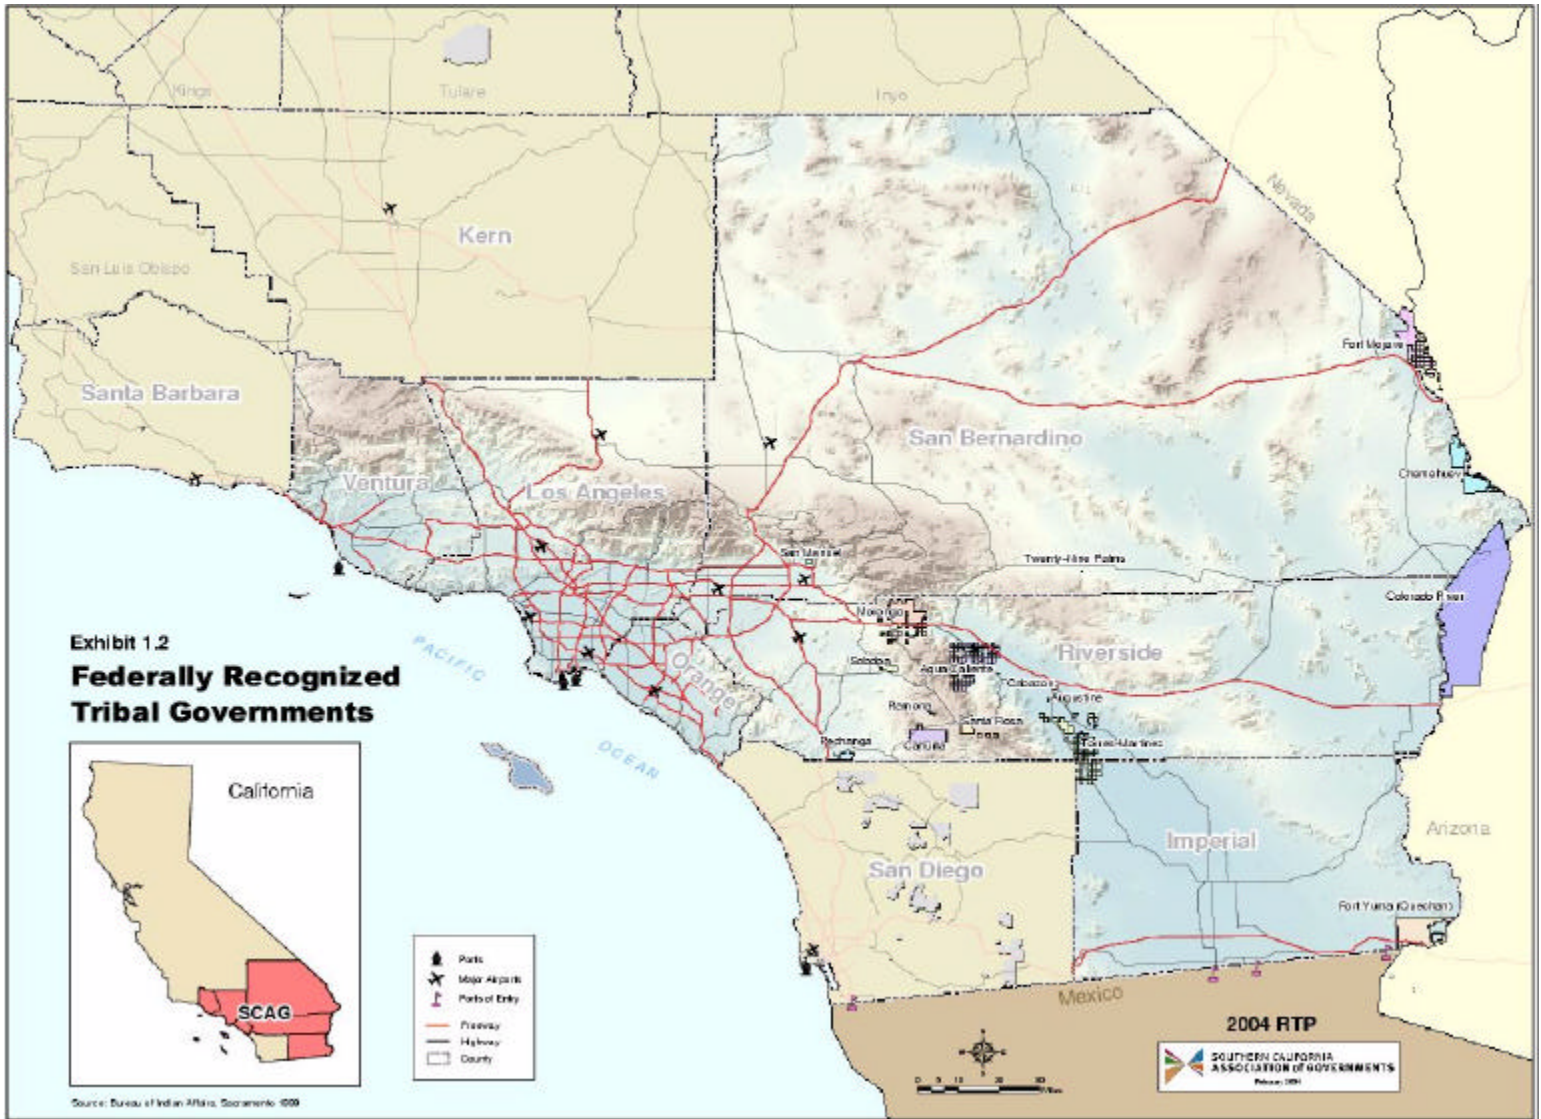 Kings
Tulare
Inyo
Nevada
Kern
San Luis Obispo
Santa Barbara
Fort Mojave
San Bernardino
Chemehuevi
Ventura
Los Angeles
San Manuel
Twenty-Nine Palms
Colorado River
Morongo
Riverside
Orange
Soboba
Agua Caliente
Cabazon
Augustine
Ramona
Santa Rosa
Pechanga
Cahuilla
Torres-Martinez
PACIFIC
OCEAN
Exhibit 1.2
Federally Recognized
Tribal Governments
California
SCAG
Imperial
Arizona
San Diego
Fort Yuma (Quechan)
Ports
Major Airports
Ports of Entry
Freeway
Highway
County
Mexico
2004 RTP
SOUTHERN CALIFORNIA
ASSOCIATION of GOVERNMENTS
February 2004
Miles
Source: Bureau of Indian Affairs, Sacramento 1999